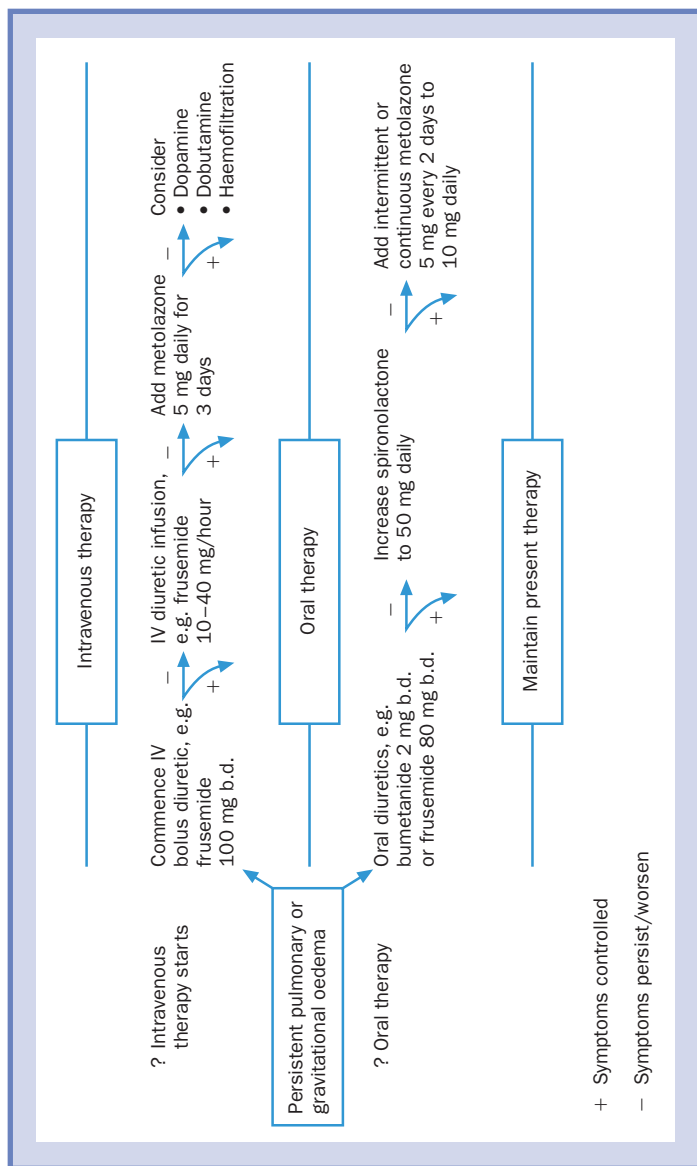 Intravenous therapy
? Intravenous
therapy starts
Commence IV
bolus diuretic, e.g.
frusemide
100 mg b.d.
–
+
IV diuretic infusion,
e.g. frusemide
10–40 mg/hour
–
+
Add metolazone
5 mg daily for
3 days
–
+
Consider
• Dopamine
• Dobutamine
• Haemofiltration
Persistent pulmonary or
gravitational oedema
Oral therapy
? Oral therapy
Oral diuretics, e.g.
bumetanide 2 mg b.d.
or frusemide 80 mg b.d.
–
+
Increase spironolactone
to 50 mg daily
–
+
Add intermittent or
continuous metolazone
5 mg every 2 days to
10 mg daily
Maintain present therapy
+ Symptoms controlled
– Symptoms persist/worsen